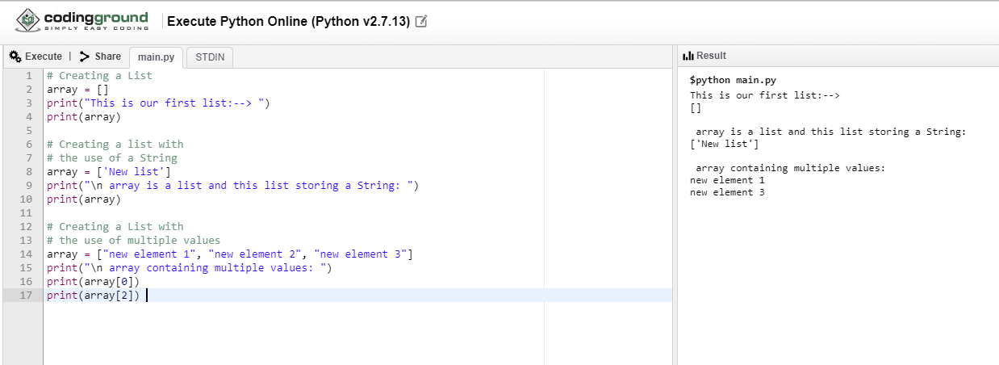 codingground
SIMPLY EASY CODING
Execute Python Online (Python v2.7.13)
Execute | Share main.py STDIN
1 # Creating a List
2 array = []
3 print("This is our first list:--> ")
4 print(array)
5
6 # Creating a list with
7 # the use of a String
8 array = ['New list']
9 print("\n array is a list and this list storing a String: ")
10 print(array)
11
12 # Creating a List with
13 # the use of multiple values
14 array = ["new element 1", "new element 2", "new element 3"]
15 print("\n array containing multiple values: ")
16 print(array[0])
17 print(array[2])
Result
$python main.py
This is our first list:-->
[]
array is a list and this list storing a String:
['New list']
array containing multiple values:
new element 1
new element 3